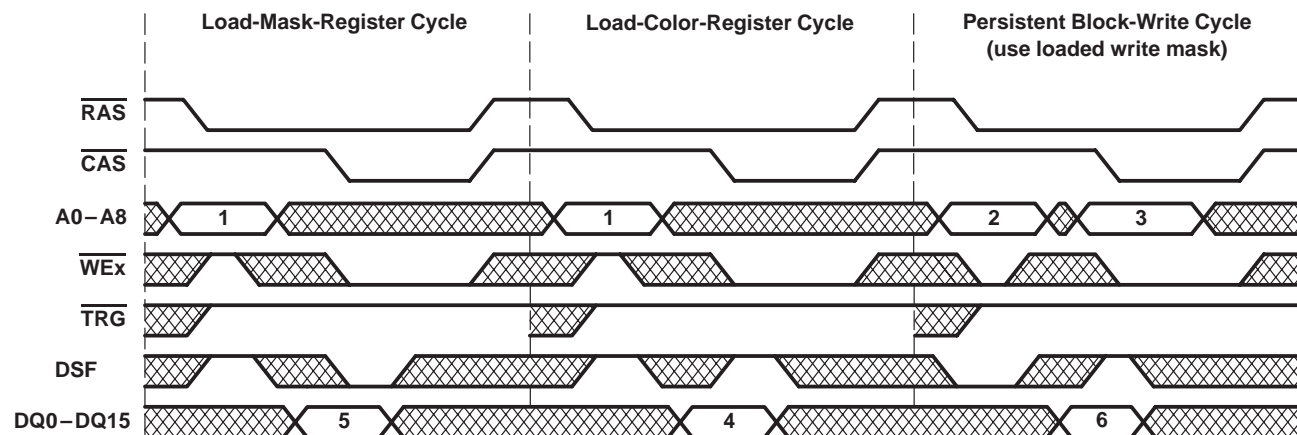 Load-Mask-Register Cycle
Load-Color-Register Cycle
Persistent Block-Write Cycle
(use loaded write mask)
RAS
CAS
A0–A8
1
1
2
3
WEx
TRG
DSF
DQ0–DQ15
5
4
6